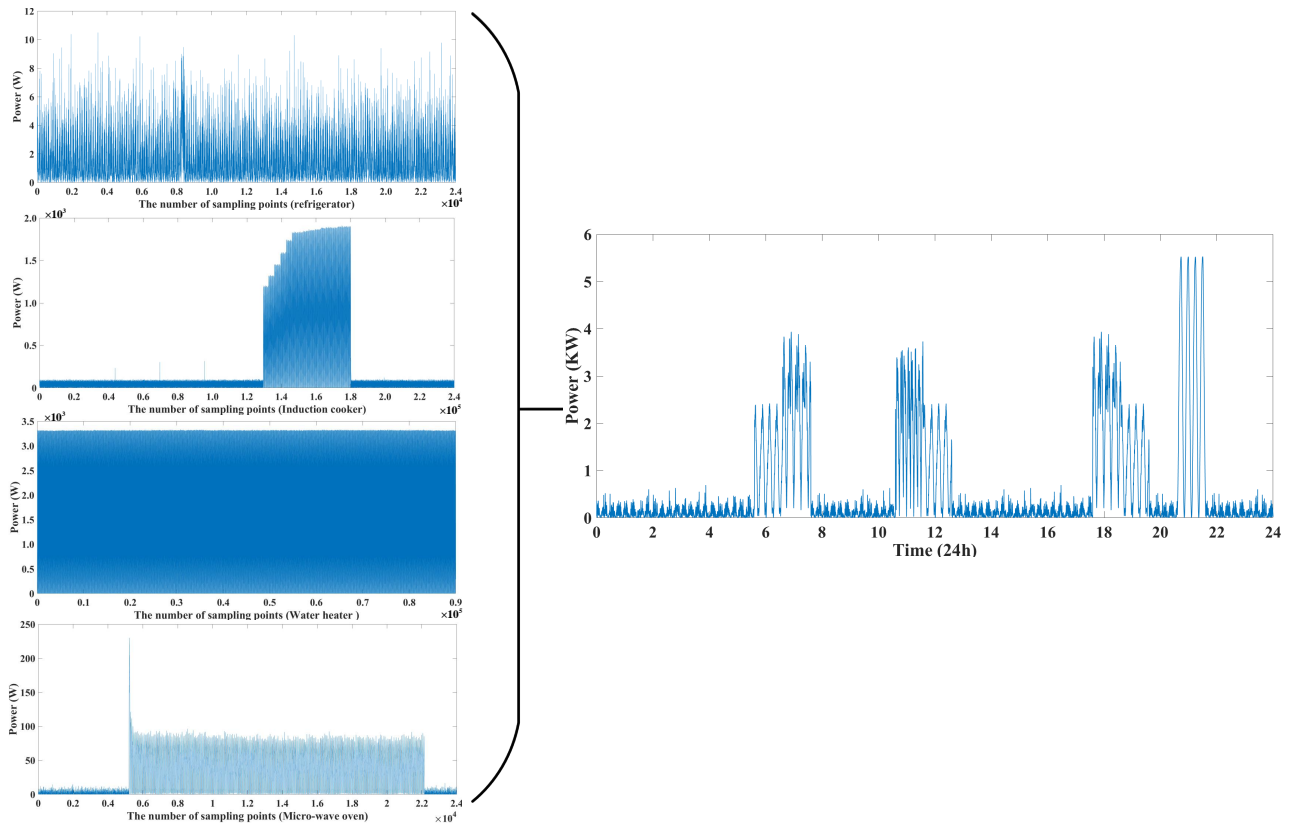 12
10
8
6
4
2
0
Power (W)
0 0.2 0.4 0.6 0.8 1.0 1.2 1.4 1.6 1.8 2.0 2.2 2.4
The number of sampling points (refrigerator) ×10⁴
×10³
2.0
1.5
1.0
0.5
0
Power (W)
0 0.2 0.4 0.6 0.8 1.0 1.2 1.4 1.6 1.8 2.0 2.2 2.4
The number of sampling points (Induction cooker) ×10⁵
×10³
3.5
3.0
2.5
2.0
1.5
1.0
0.5
0
Power (W)
0 0.1 0.2 0.3 0.4 0.5 0.6 0.7 0.8 0.9
The number of sampling points (Water heater ) ×10⁵
250
200
150
100
50
0
Power (W)
0 0.2 0.4 0.6 0.8 1.0 1.2 1.4 1.6 1.8 2.0 2.2 2.4
The number of sampling points (Micro-wave oven) ×10⁴
6
5
4
3
2
1
0
Power (KW)
0 2 4 6 8 10 12 14 16 18 20 22 24
Time (24h)